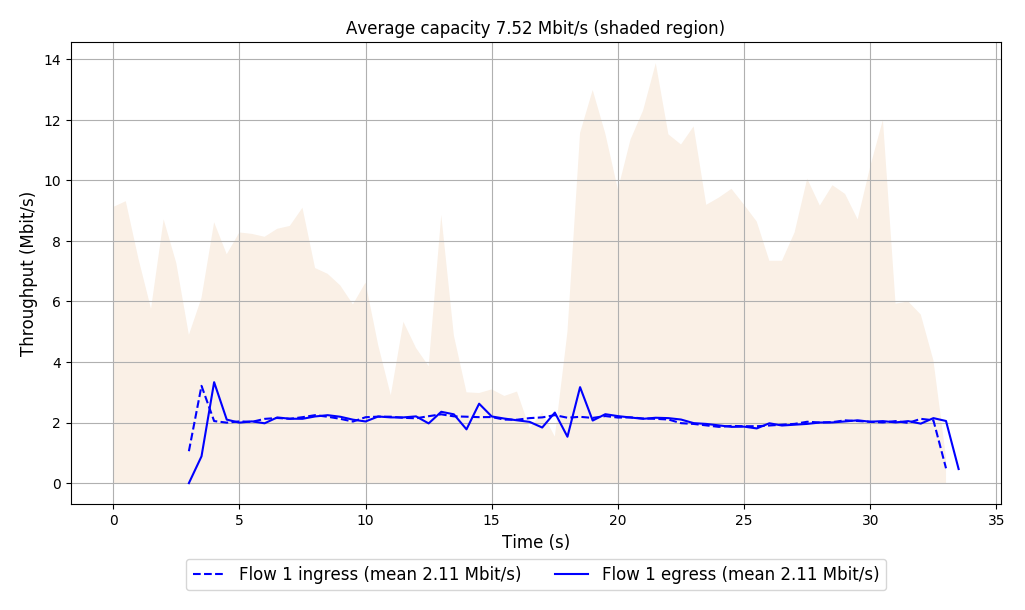 Average capacity 7.52 Mbit/s (shaded region)
Throughput (Mbit/s)
14
12
10
8
6
4
2
0
0 5 10 15 20 25 30 35
Time (s)
Flow 1 ingress (mean 2.11 Mbit/s) Flow 1 egress (mean 2.11 Mbit/s)